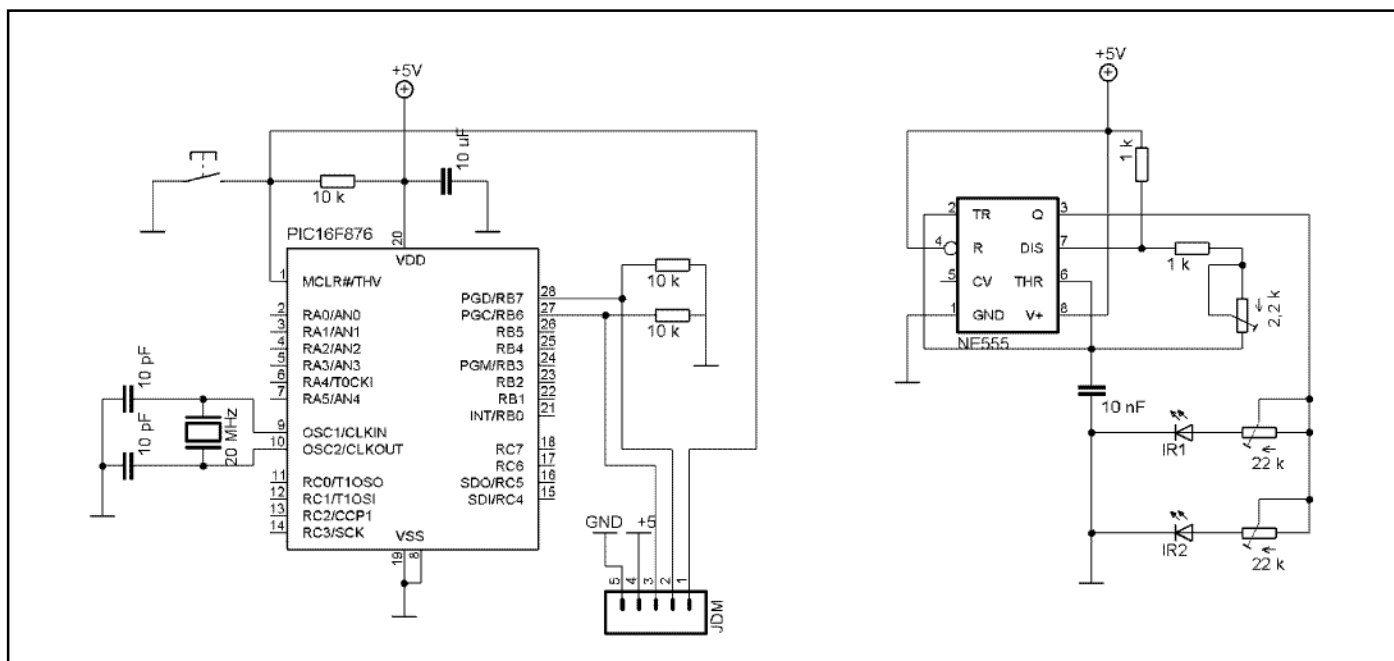 +5V
10 uF
10 k
PIC16F876
20
VDD
1 MCLR#/THV
2 RA0/AN0
3 RA1/AN1
4 RA2/AN2
5 RA3/AN3
6 RA4/T0CKI
7 RA5/AN4
9 OSC1/CLKIN
10 OSC2/CLKOUT
11 RC0/T1OSO
12 RC1/T1OSI
13 RC2/CCP1
14 RC3/SCK
PGD/RB7 28
PGC/RB6 27
RB5 26
RB4 25
PGM/RB3 24
RB2 23
RB1 22
INT/RB0 21
RC7 18
RC6 17
SDO/RC5 16
SDI/RC4 15
VSS
19 8
10 pF
10 pF
20 MHz
10 k
10 k
GND +5
5 4 3 2 1
JDM
+5V
1 k
2 TR Q 3
4 R DIS 7
5 CV THR 6
1 GND V+ 8
NE555
1 k
2,2 k
10 nF
IR1
22 k
IR2
22 k